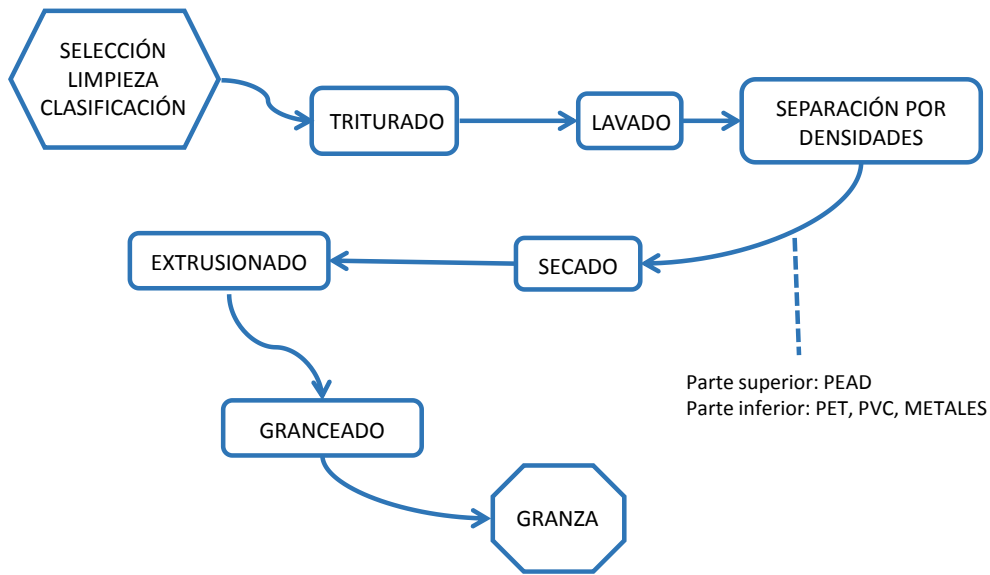 SELECCIÓN
LIMPIEZA
CLASIFICACIÓN
TRITURADO
LAVADO
SEPARACIÓN POR
DENSIDADES
EXTRUSIONADO
SECADO
Parte superior: PEAD
Parte inferior: PET, PVC, METALES
GRANCEADO
GRANZA